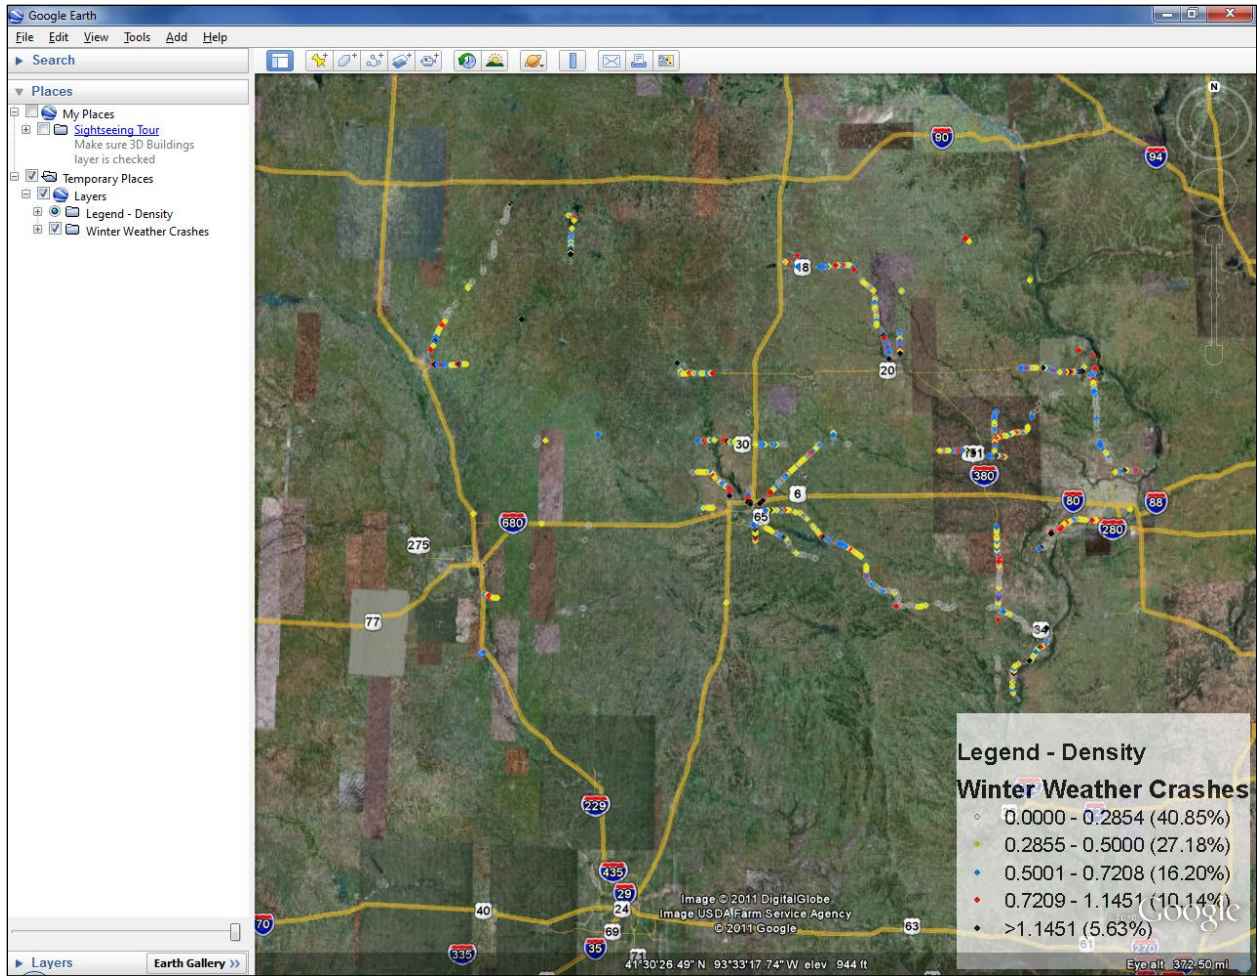 Google Earth
File Edit View Tools Add Help
Search
Places
My Places
Sightseeing Tour
Make sure 3D Buildings
layer is checked
Temporary Places
Layers
Legend - Density
Winter Weather Crashes
Layers
Earth Gallery >>
N
90
94
18
20
30
151
380
6
65
80
88
280
680
275
77
34
229
435
29
24
40
69
35
71
70
335
63
61
270
Image © 2011 DigitalGlobe
Image USDA Farm Service Agency
© 2011 Google
41°30'26.49" N 93°33'17.74" W elev 944 ft
Eye alt 372.50 mi
Google
Legend - Density
Winter Weather Crashes
0.0000 - 0.2854 (40.85%)
0.2855 - 0.5000 (27.18%)
0.5001 - 0.7208 (16.20%)
0.7209 - 1.1451 (10.14%)
>1.1451 (5.63%)